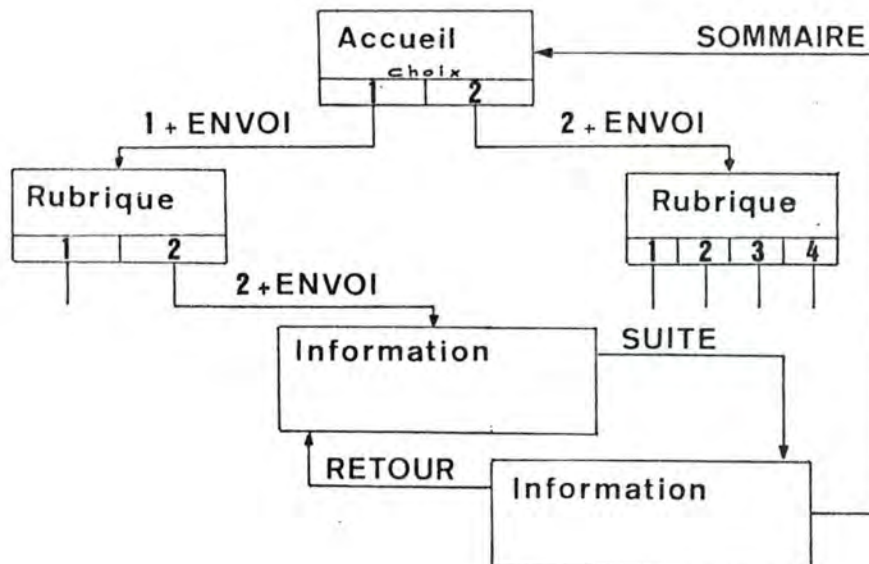 Accueil
SOMMAIRE
choix
1 2
1 + ENVOI
2 + ENVOI
Rubrique
1 2
Rubrique
1 2 3 4
2 + ENVOI
Information
SUITE
RETOUR
Information